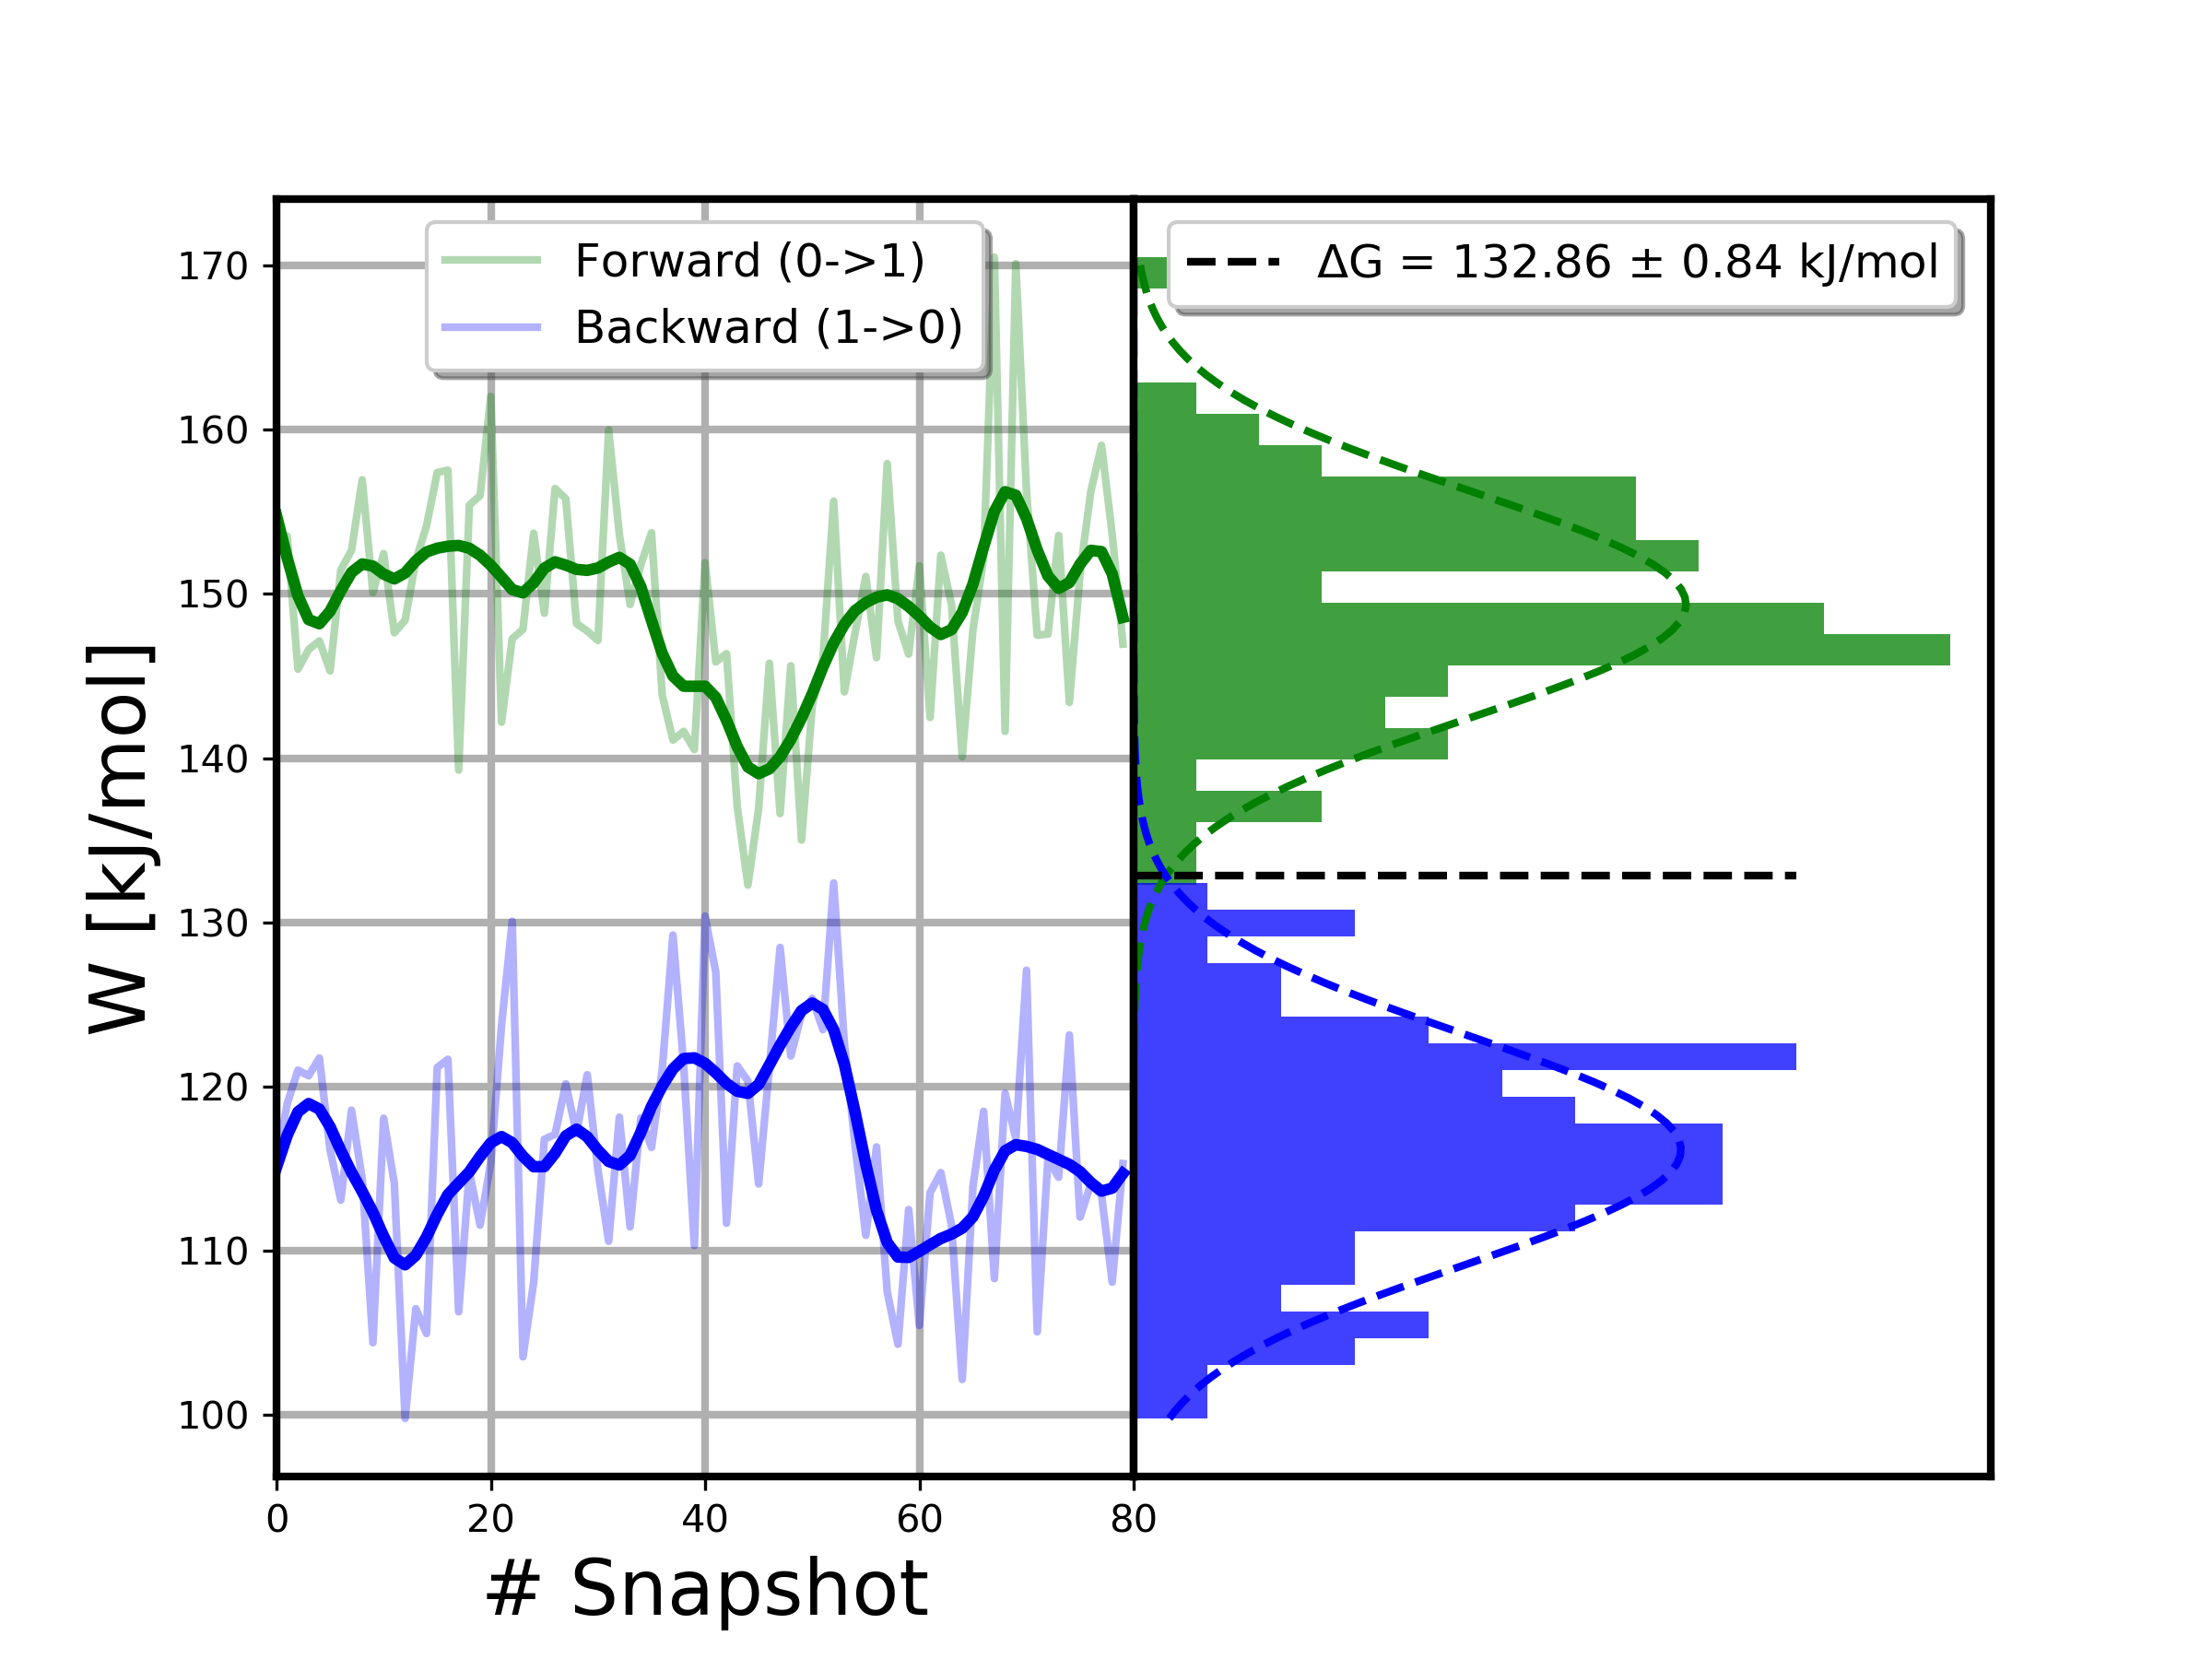 Forward (0->1)
Backward (1->0)
ΔG = 132.86 ± 0.84 kJ/mol
W [kJ/mol]
170
160
150
140
130
120
110
100
0 20 40 60 80
# Snapshot